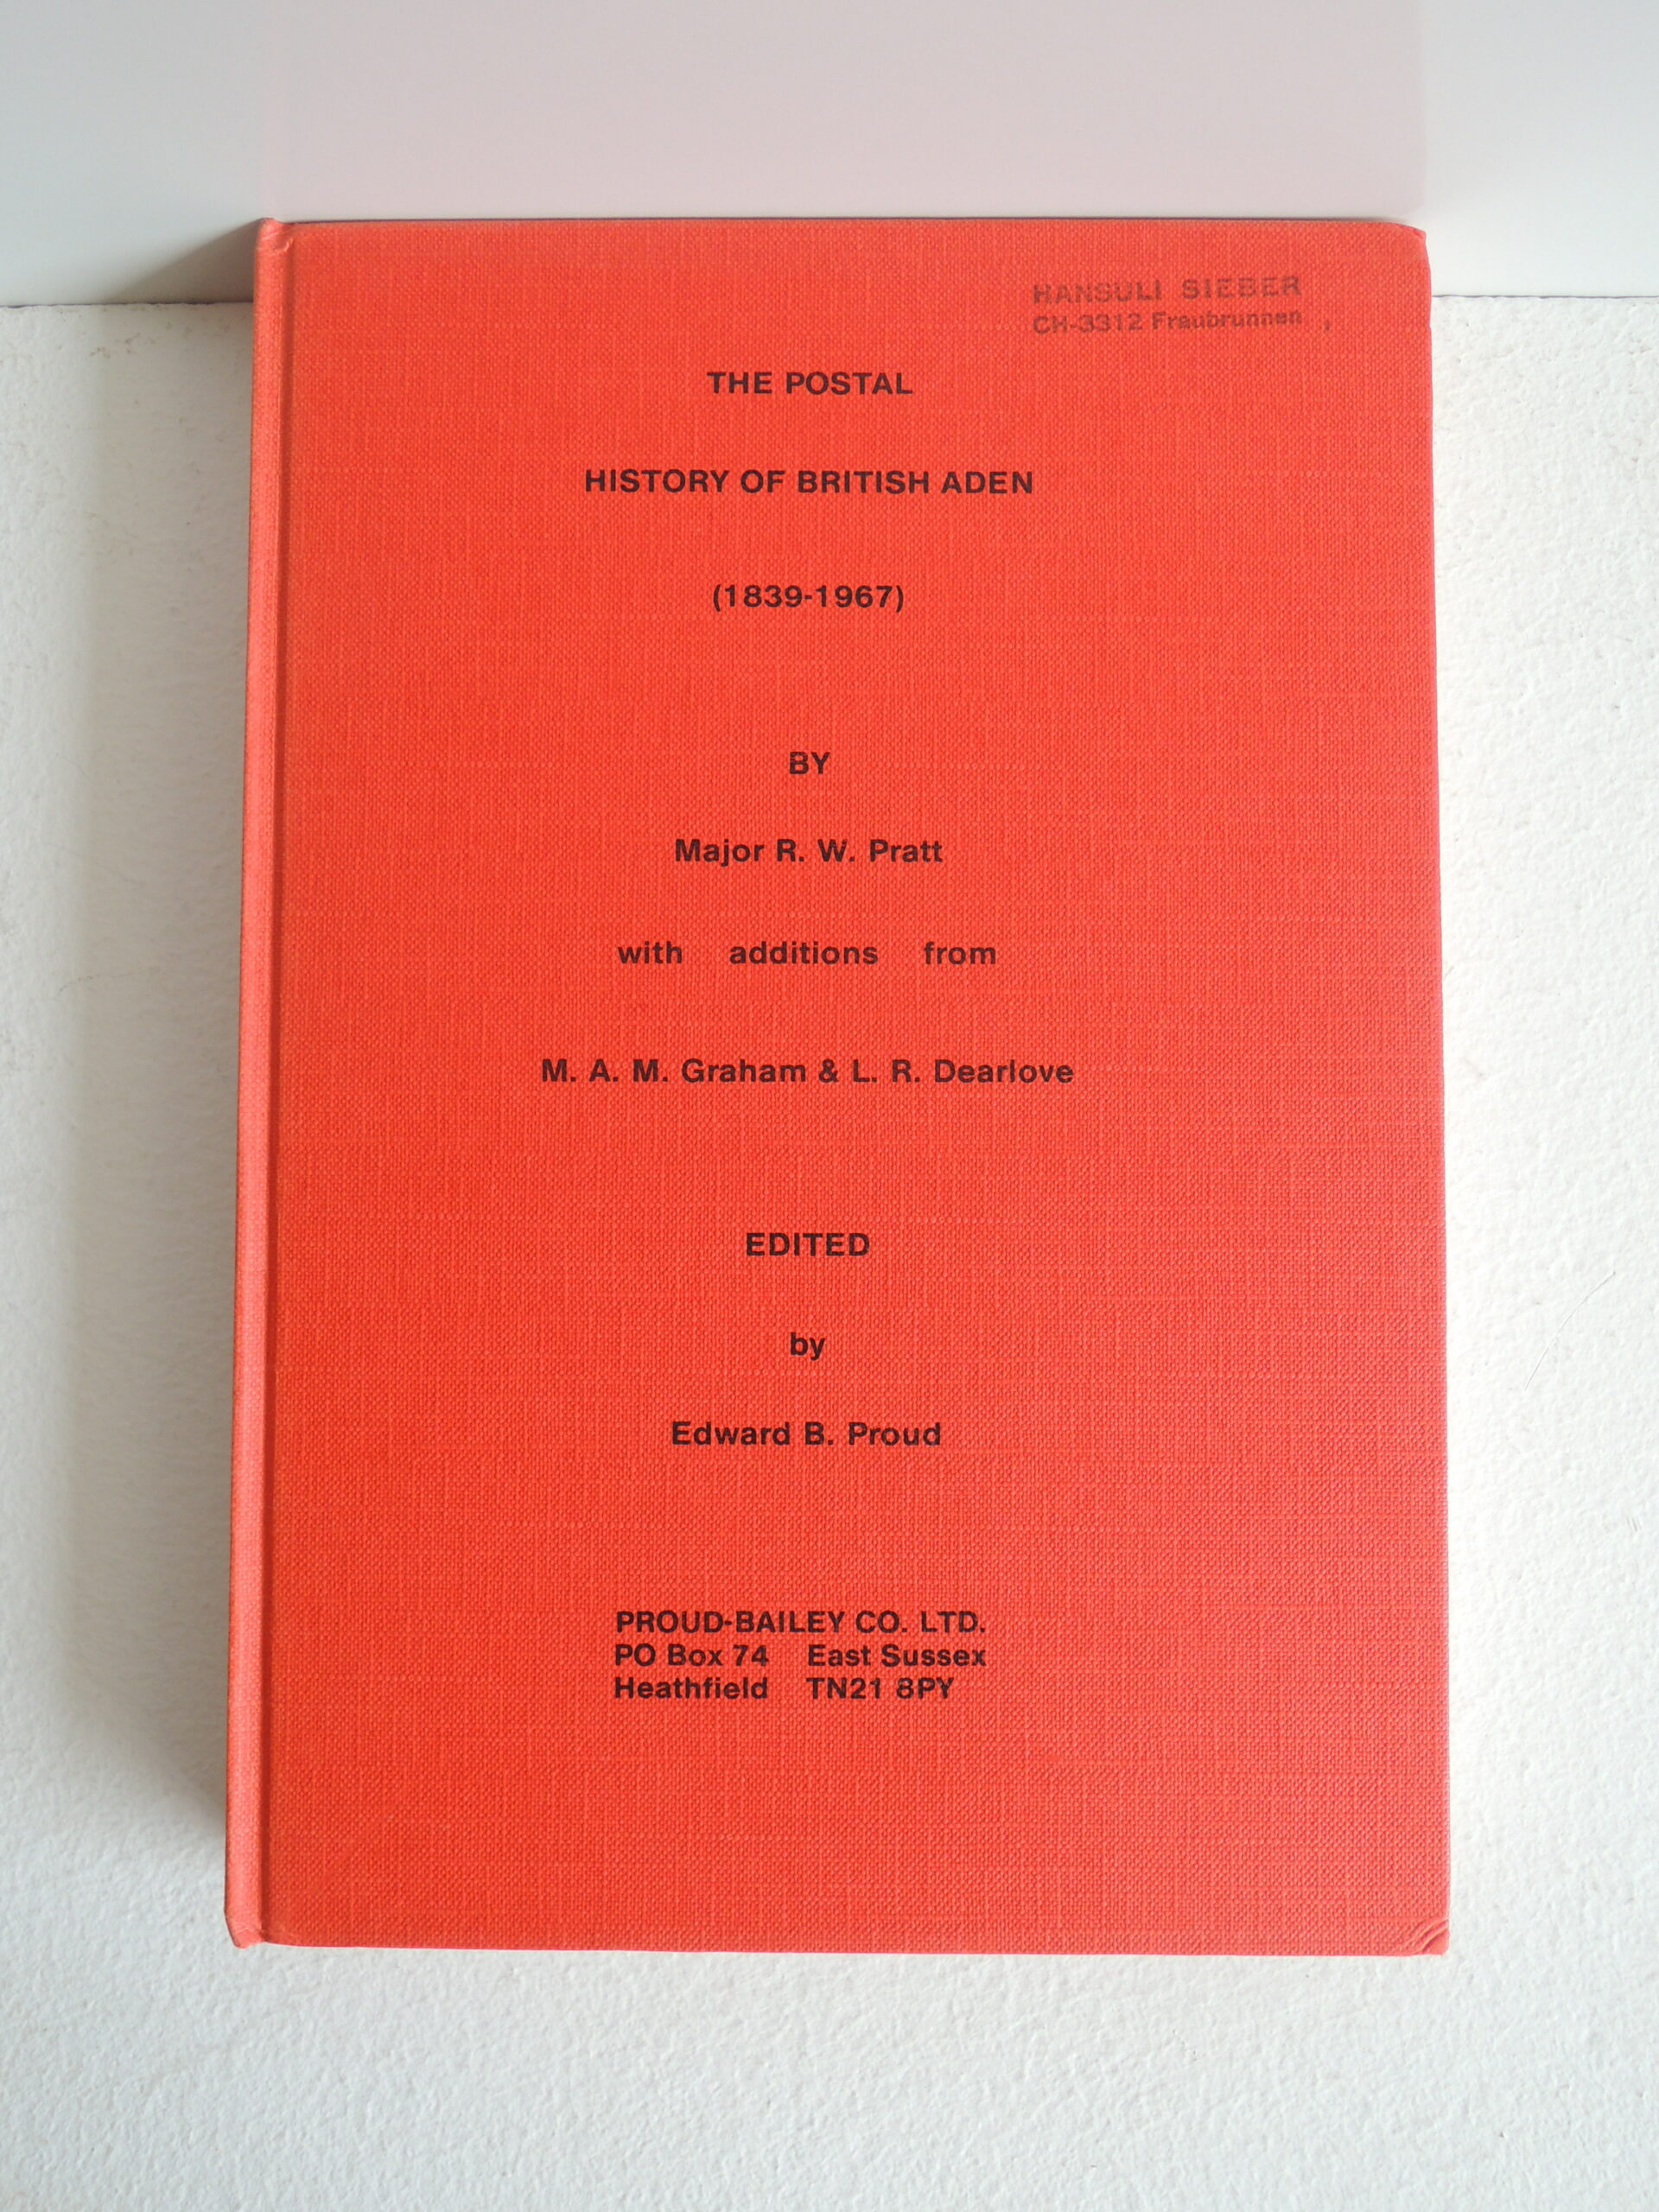 HANSULI SIEBER
CH-3312 Fraubrunnen
THE POSTAL
HISTORY OF BRITISH ADEN
(1839-1967)
BY
Major R. W. Pratt
with additions from
M. A. M. Graham & L. R. Dearlove
EDITED
by
Edward B. Proud
PROUD-BAILEY CO. LTD.
PO Box 74 East Sussex
Heathfield TN21 8PY